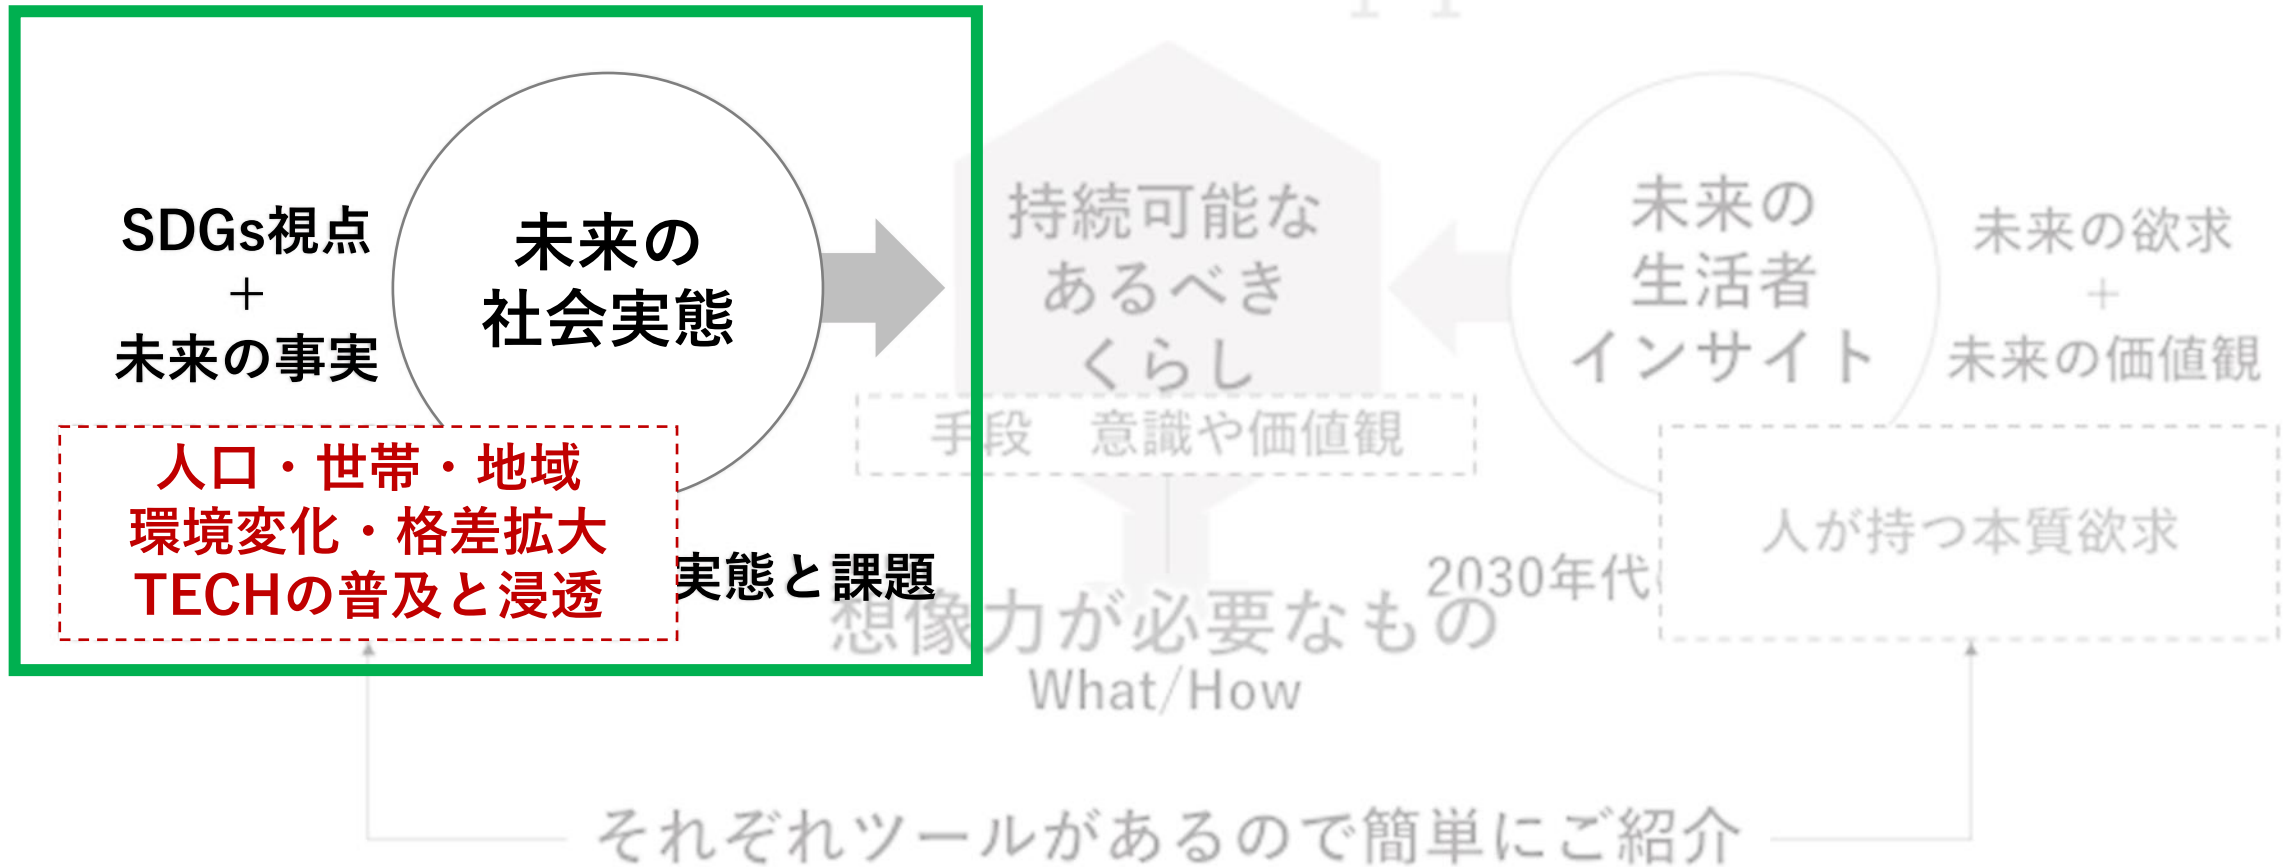 SDGs視点
+
未来の事実
未来の
社会実態
人口・世帯・地域
環境変化・格差拡大
TECHの普及と浸透
実態と課題
持続可能な
あるべき
くらし
手段 意識や価値観
想像力が必要なもの
What/How
未来の
生活者
インサイト
未来の欲求
+
未来の価値観
2030年代
人が持つ本質欲求
それぞれツールがあるので簡単にご紹介